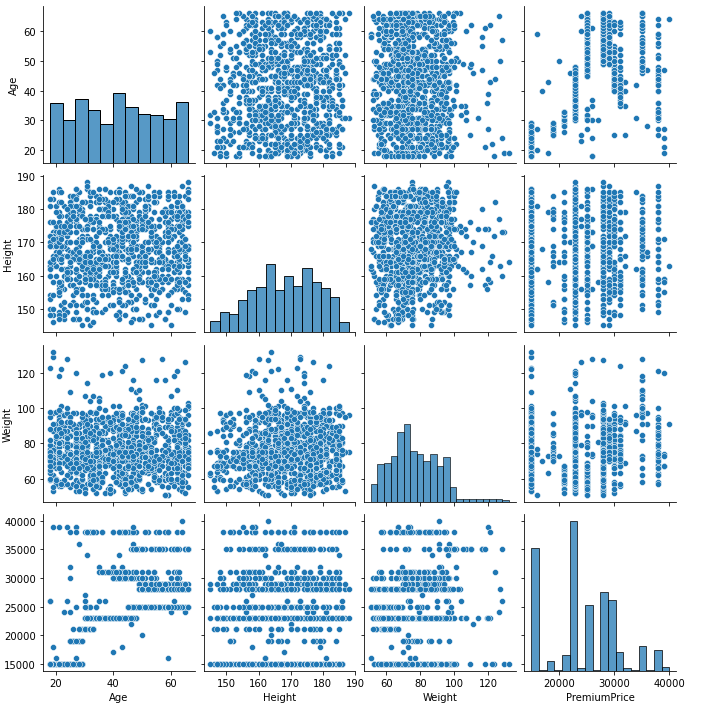 Age
60
50
40
30
20
Height
190
180
170
160
150
Weight
120
100
80
60
PremiumPrice
40000
35000
30000
25000
20000
15000
20 40 60
150 160 170 180 190
60 80 100 120
20000 30000 40000
Age Height Weight PremiumPrice